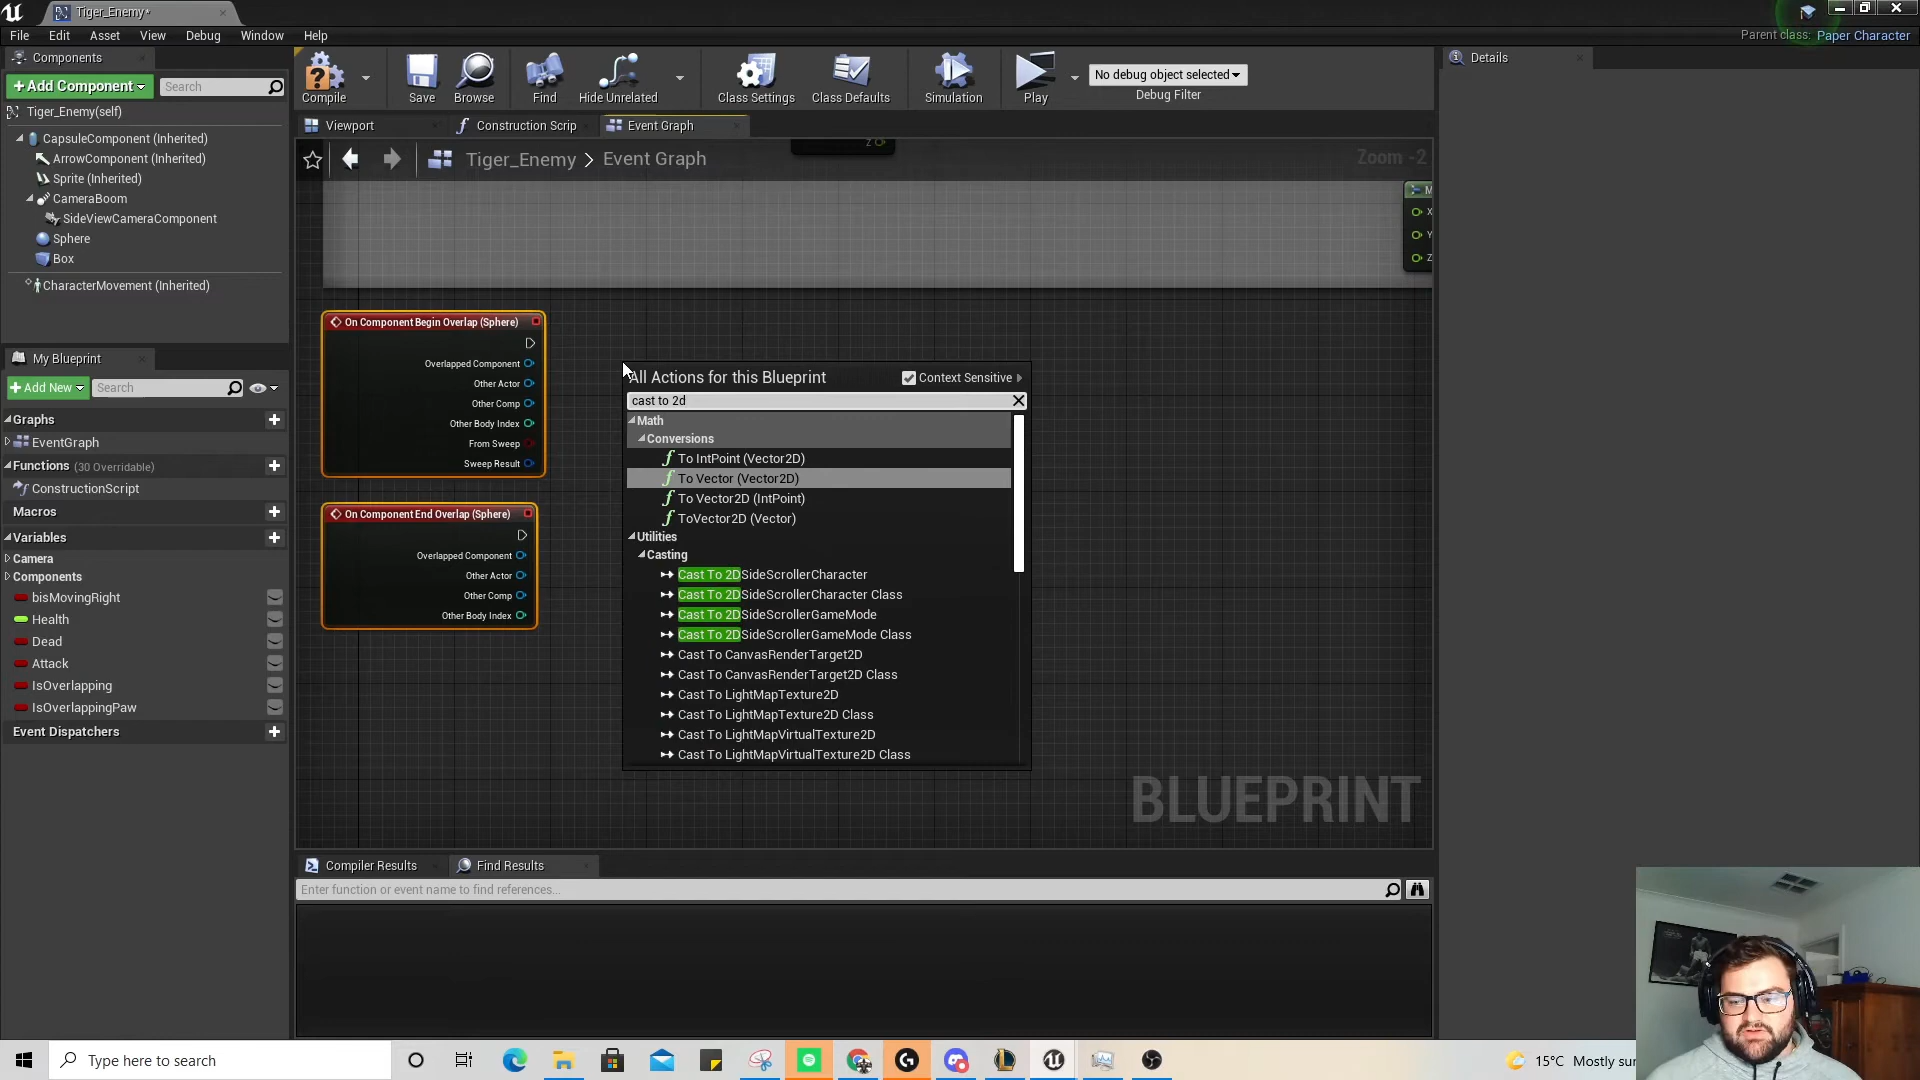 Tiger_Enemy*
File Edit Asset View Debug Window Help
Parent class: Paper Character
Components
+Add Component
Search
Tiger_Enemy(self)
CapsuleComponent (Inherited)
ArrowComponent (Inherited)
Sprite (Inherited)
CameraBoom
SideViewCameraComponent
Sphere
Box
CharacterMovement (Inherited)
My Blueprint
+Add New
Search
Graphs
EventGraph
Functions (30 Overridable)
ConstructionScript
Macros
Variables
Camera
Components
bisMovingRight
Health
Dead
Attack
IsOverlapping
IsOverlappingPaw
Event Dispatchers
Compile
Save
Browse
Find
Hide Unrelated
Class Settings
Class Defaults
Simulation
Play
No debug object selected
Debug Filter
Viewport
Construction Scrip
Event Graph
Tiger_Enemy > Event Graph
Zoom -2
Z
M
X
Y
Z
On Component Begin Overlap (Sphere)
Overlapped Component
Other Actor
Other Comp
Other Body Index
From Sweep
Sweep Result
On Component End Overlap (Sphere)
Overlapped Component
Other Actor
Other Comp
Other Body Index
All Actions for this Blueprint
Context Sensitive
cast to 2d
Math
Conversions
To IntPoint (Vector2D)
To Vector (Vector2D)
To Vector2D (IntPoint)
ToVector2D (Vector)
Utilities
Casting
Cast To 2DSideScrollerCharacter
Cast To 2DSideScrollerCharacter Class
Cast To 2DSideScrollerGameMode
Cast To 2DSideScrollerGameMode Class
Cast To CanvasRenderTarget2D
Cast To CanvasRenderTarget2D Class
Cast To LightMapTexture2D
Cast To LightMapTexture2D Class
Cast To LightMapVirtualTexture2D
Cast To LightMapVirtualTexture2D Class
BLUEPRINT
Compiler Results
Find Results
Enter function or event name to find references...
Details
Type here to search
15°C Mostly sun